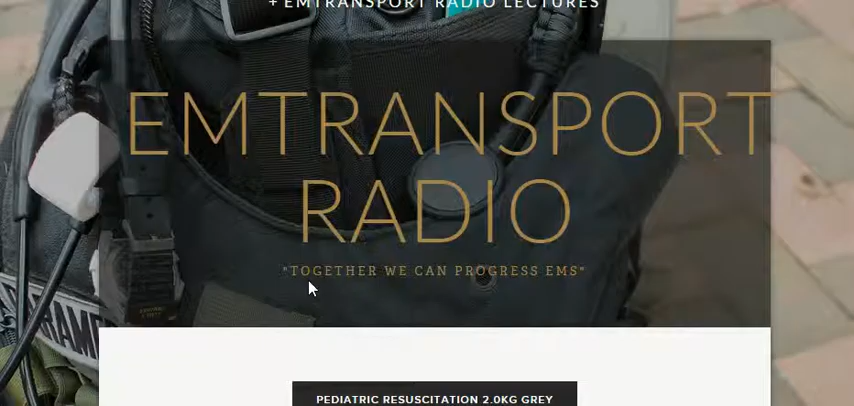 + EMTRANSPORT RADIO LECTURES
EMTRANSPORT
RADIO
"TOGETHER WE CAN PROGRESS EMS"
PEDIATRIC RESUSCITATION 2.0KG GREY